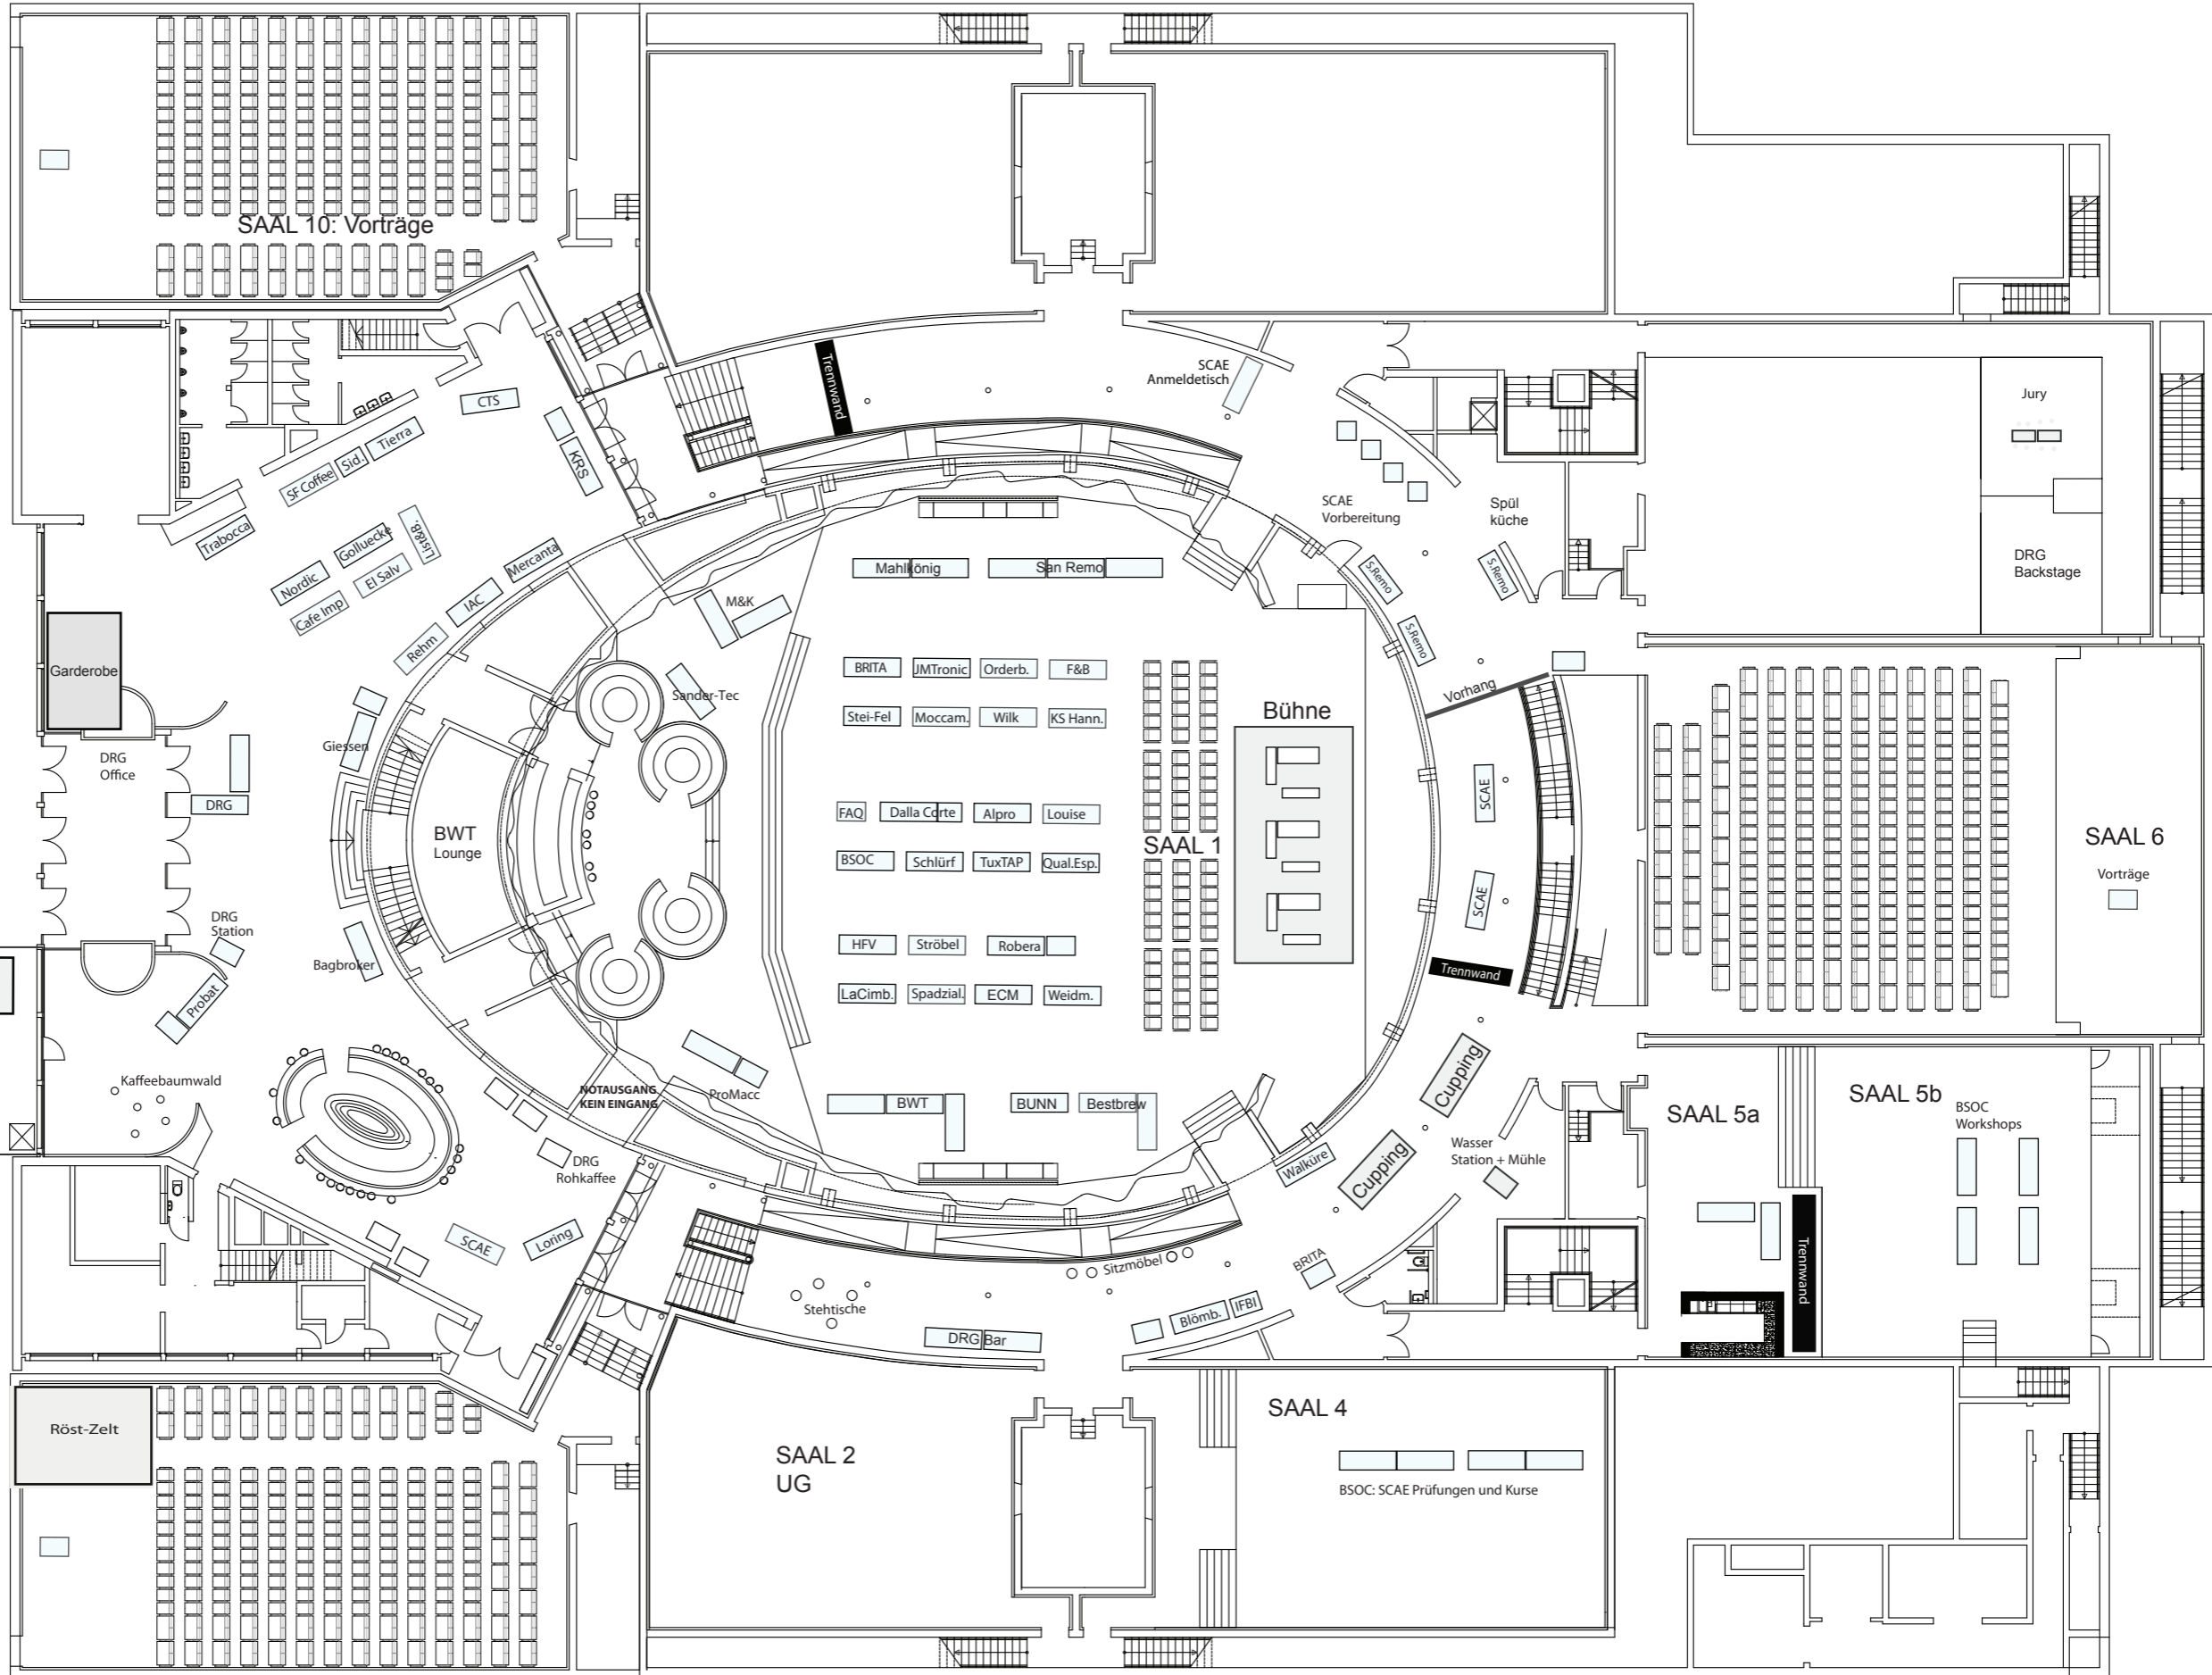 SAAL 10: Vorträge
Trennwand
SCAE
Anmeldetisch
Jury
CTS
KRS
Tierra
Sid.
SF Coffee
Trabocca
Golluecke
List&B.
Nordic
El Salv
Cafe Imp
Mercanta
IAC
Rehm
SCAE
Vorbereitung
Spül
küche
DRG
Backstage
Mahlkönig
San Remo
S.Remo
S.Remo
S.Remo
M&K
Garderobe
BRITA
JMTronic
Orderb.
F&B
Sander-Tec
Vorhang
Stei-Fel
Moccam.
Wilk
KS Hann.
Bühne
Giessen
DRG
Office
DRG
BWT
Lounge
FAQ
Dalla Corte
Alpro
Louise
SCAE
SAAL 1
SAAL 6
Vorträge
BSOC
Schlürf
TuxTAP
Qual.Esp.
SCAE
DRG
Station
Bagbroker
HFV
Ströbel
Robera
Trennwand
Probat
LaCimb.
Spadzial.
ECM
Weidm.
Kaffeebaumwald
NOTAUSGANG
KEIN EINGANG
ProMacc
BWT
BUNN
Bestbrew
Cupping
SAAL 5a
SAAL 5b
BSOC
Workshops
DRG
Rohkaffee
Walküre
Cupping
Wasser
Station + Mühle
SCAE
Loring
Sitzmöbel
BRITA
Trennwand
Stehtische
DRG Bar
Blömb.
IFBI
Röst-Zelt
SAAL 2
UG
SAAL 4
BSOC: SCAE Prüfungen und Kurse